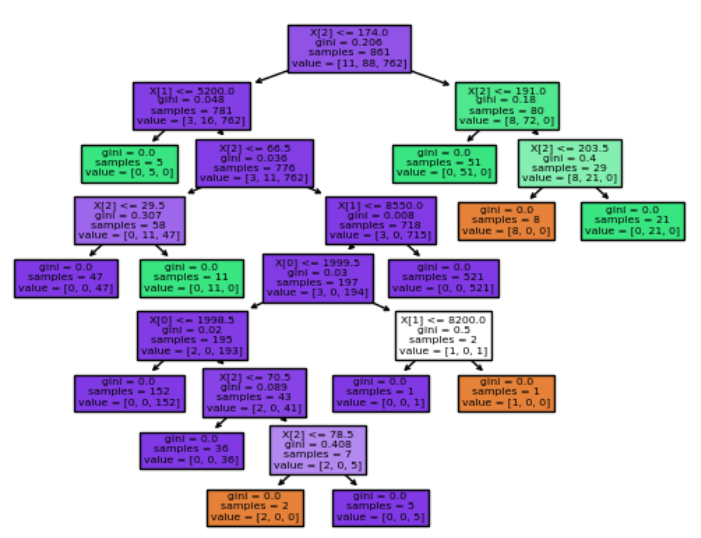 X[2] <= 174.0
gini = 0.206
samples = 861
value = [11, 88, 762]
X[1] <= 5200.0
gini = 0.048
samples = 781
value = [3, 16, 762]
X[2] <= 191.0
gini = 0.18
samples = 80
value = [8, 72, 0]
gini = 0.0
samples = 5
value = [0, 5, 0]
X[2] <= 66.5
gini = 0.036
samples = 776
value = [3, 11, 762]
gini = 0.0
samples = 51
value = [0, 51, 0]
X[2] <= 203.5
gini = 0.4
samples = 29
value = [8, 21, 0]
X[2] <= 29.5
gini = 0.307
samples = 58
value = [0, 11, 47]
X[1] <= 8550.0
gini = 0.008
samples = 718
value = [3, 0, 715]
gini = 0.0
samples = 8
value = [8, 0, 0]
gini = 0.0
samples = 21
value = [0, 21, 0]
gini = 0.0
samples = 47
value = [0, 0, 47]
gini = 0.0
samples = 11
value = [0, 11, 0]
X[0] <= 1999.5
gini = 0.03
samples = 197
value = [3, 0, 194]
gini = 0.0
samples = 521
value = [0, 0, 521]
X[0] <= 1998.5
gini = 0.02
samples = 195
value = [2, 0, 193]
X[1] <= 8200.0
gini = 0.5
samples = 2
value = [1, 0, 1]
gini = 0.0
samples = 152
value = [0, 0, 152]
X[2] <= 70.5
gini = 0.089
samples = 43
value = [2, 0, 41]
gini = 0.0
samples = 1
value = [0, 0, 1]
gini = 0.0
samples = 1
value = [1, 0, 0]
gini = 0.0
samples = 36
value = [0, 0, 36]
X[2] <= 78.5
gini = 0.408
samples = 7
value = [2, 0, 5]
gini = 0.0
samples = 2
value = [2, 0, 0]
gini = 0.0
samples = 5
value = [0, 0, 5]